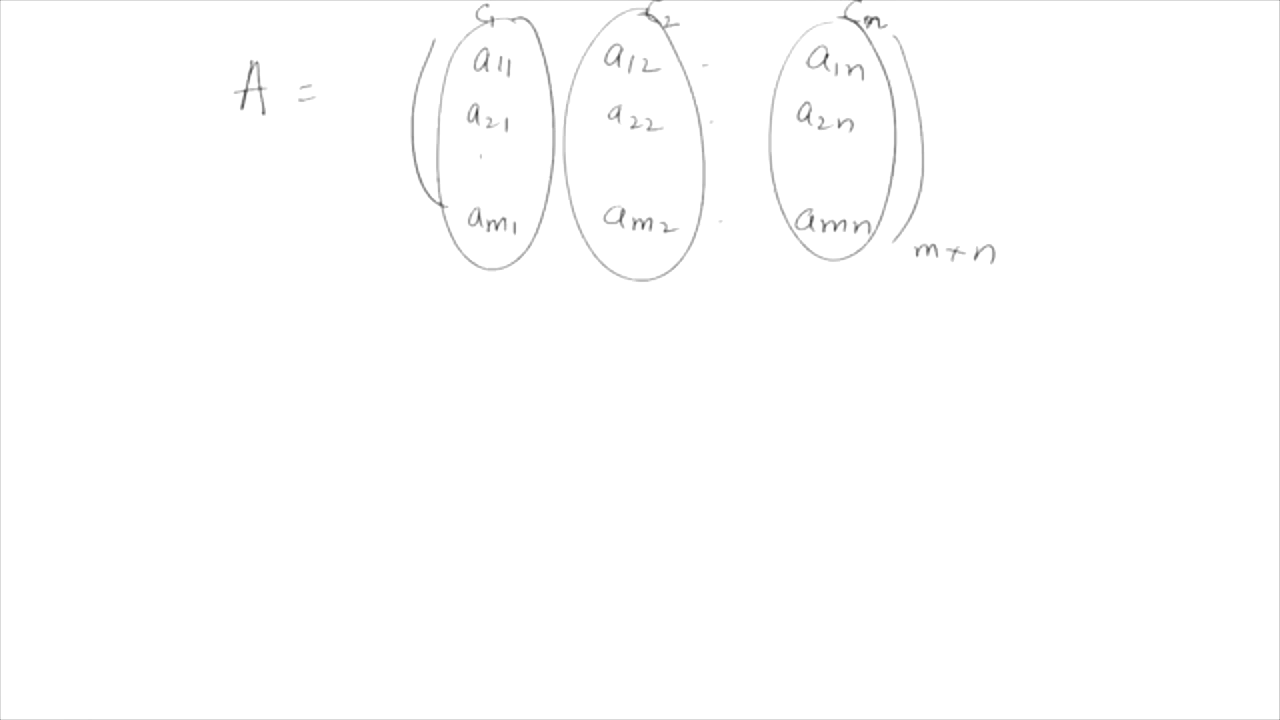 C1 C2 Cn
A = ( a11 a12 . a1n
a21 a22 . a2n
.
am1 am2 . amn ) m×n